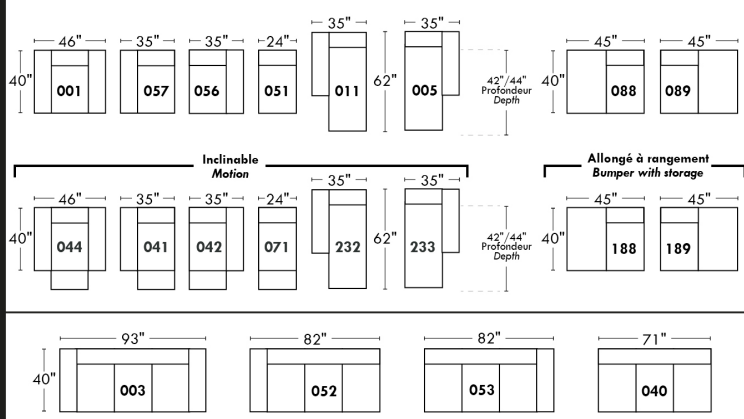 46" 35" 35" 24" 35" 35" 45" 45"
40" 62" 42"/44" 40"
Profondeur
Depth
001 057 056 051 011 005 088 089
Inclinable
Motion
Allongé à rangement
Bumper with storage
46" 35" 35" 24" 35" 35" 45" 45"
40" 62" 42"/44" 40"
Profondeur
Depth
044 041 042 071 232 233 188 189
93" 82" 82" 71"
40"
003 052 053 040